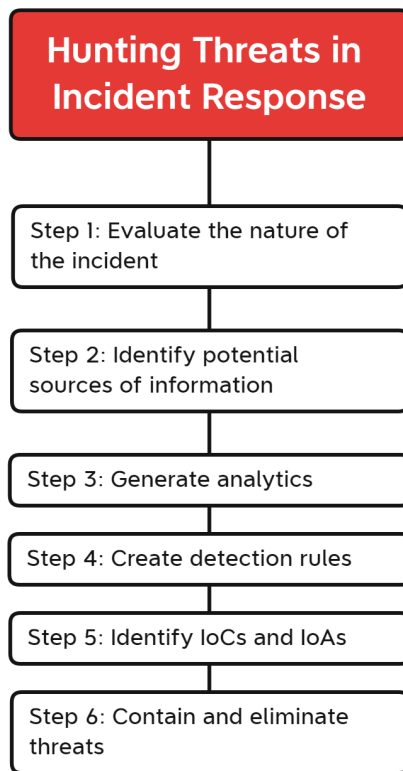 Hunting Threats in
Incident Response
Step 1: Evaluate the nature of
the incident
Step 2: Identify potential
sources of information
Step 3: Generate analytics
Step 4: Create detection rules
Step 5: Identify IoCs and IoAs
Step 6: Contain and eliminate
threats